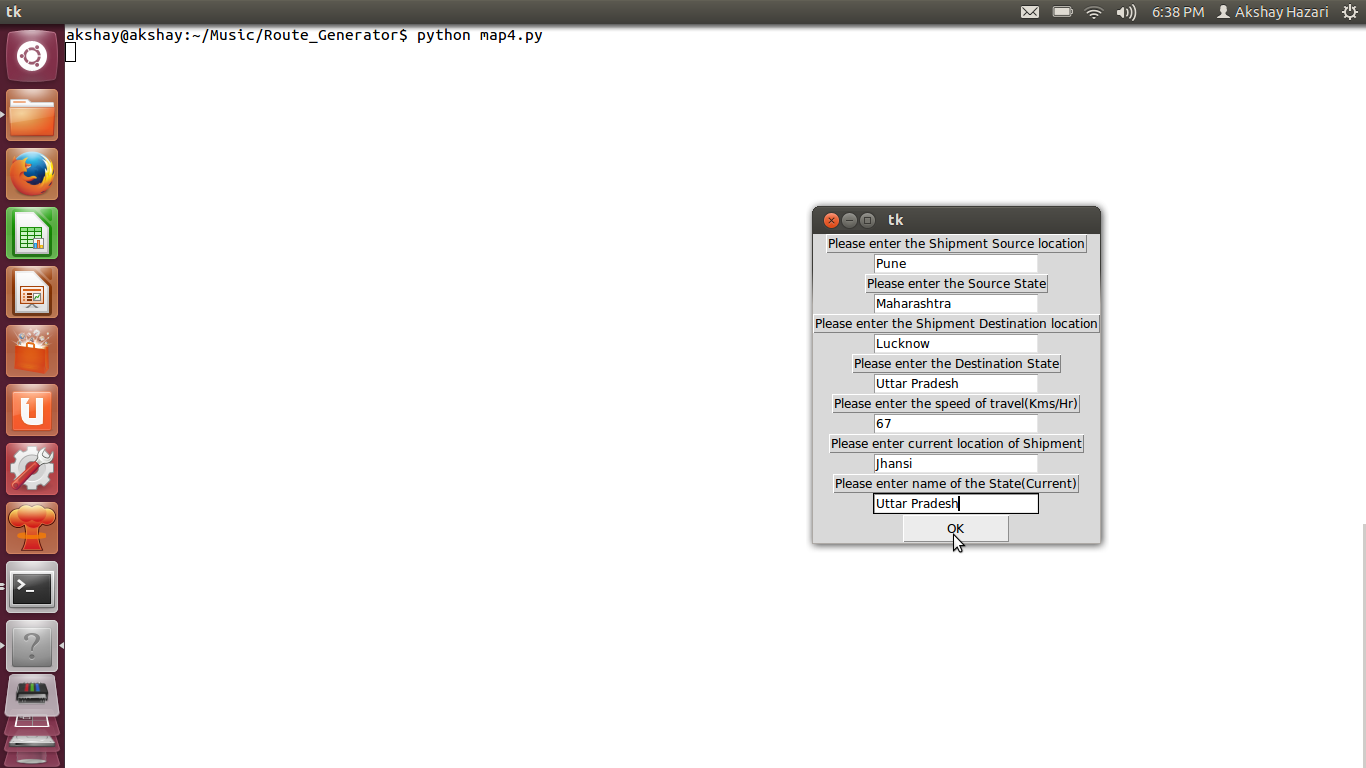 tk
6:38 PM
Akshay Hazari
akshay@akshay:~/Music/Route_Generator$ python map4.py
tk
Please enter the Shipment Source location
Pune
Please enter the Source State
Maharashtra
Please enter the Shipment Destination location
Lucknow
Please enter the Destination State
Uttar Pradesh
Please enter the speed of travel(Kms/Hr)
67
Please enter current location of Shipment
Jhansi
Please enter name of the State(Current)
Uttar Pradesh
OK